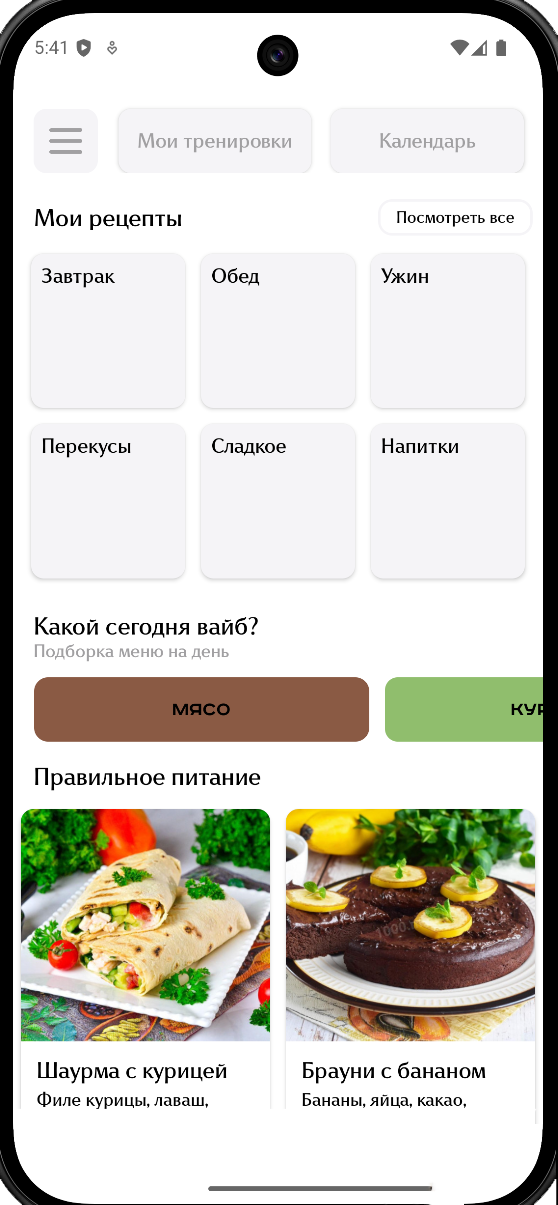 5:41
Мои тренировки
Календарь
Мои рецепты
Посмотреть все
Завтрак
Обед
Ужин
Перекусы
Сладкое
Напитки
Какой сегодня вайб?
Подборка меню на день
МЯСО
КУР
Правильное питание
Шаурма с курицей
Брауни с бананом
Филе курицы, лаваш,
Бананы, яйца, какао,